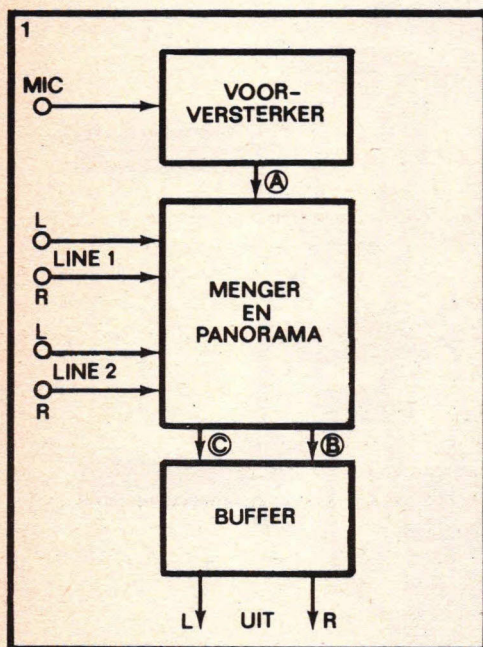 1
MIC
VOOR-
VERSTERKER
Ⓐ
L
LINE 1
R
MENGER
EN
PANORAMA
L
LINE 2
R
Ⓒ Ⓑ
BUFFER
L UIT R